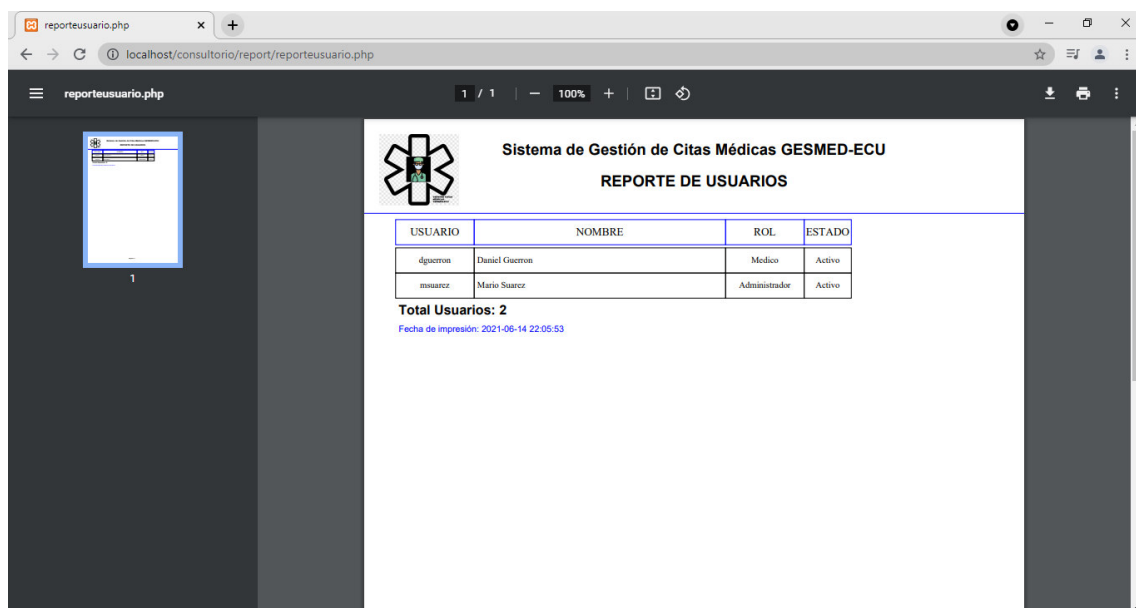 reporteusuario.php
localhost/consultorio/report/reporteusuario.php
reporteusuario.php 1 / 1 100%
1
Sistema de Gestión de Citas Médicas GESMED-ECU
REPORTE DE USUARIOS
USUARIO NOMBRE ROL ESTADO
dguerron Daniel Guerron Medico Activo
msuarez Mario Suarez Administrador Activo
Total Usuarios: 2
Fecha de impresión: 2021-06-14 22:05:53